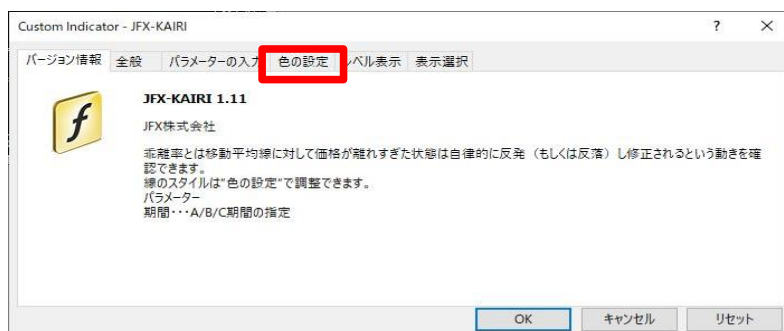 Custom Indicator - JFX-KAIRI
バージョン情報 全般 パラメーターの入力 色の設定 レベル表示 表示選択
JFX-KAIRI 1.11
JFX株式会社
乖離率とは移動平均線に対して価格が離れすぎた状態は自律的に反発（もしくは反落）し修正されるという動きを確
認できます。
線のスタイルは"色の設定"で調整できます。
パラメーター
期間・・・A/B/C期間の指定
OK キャンセル リセット